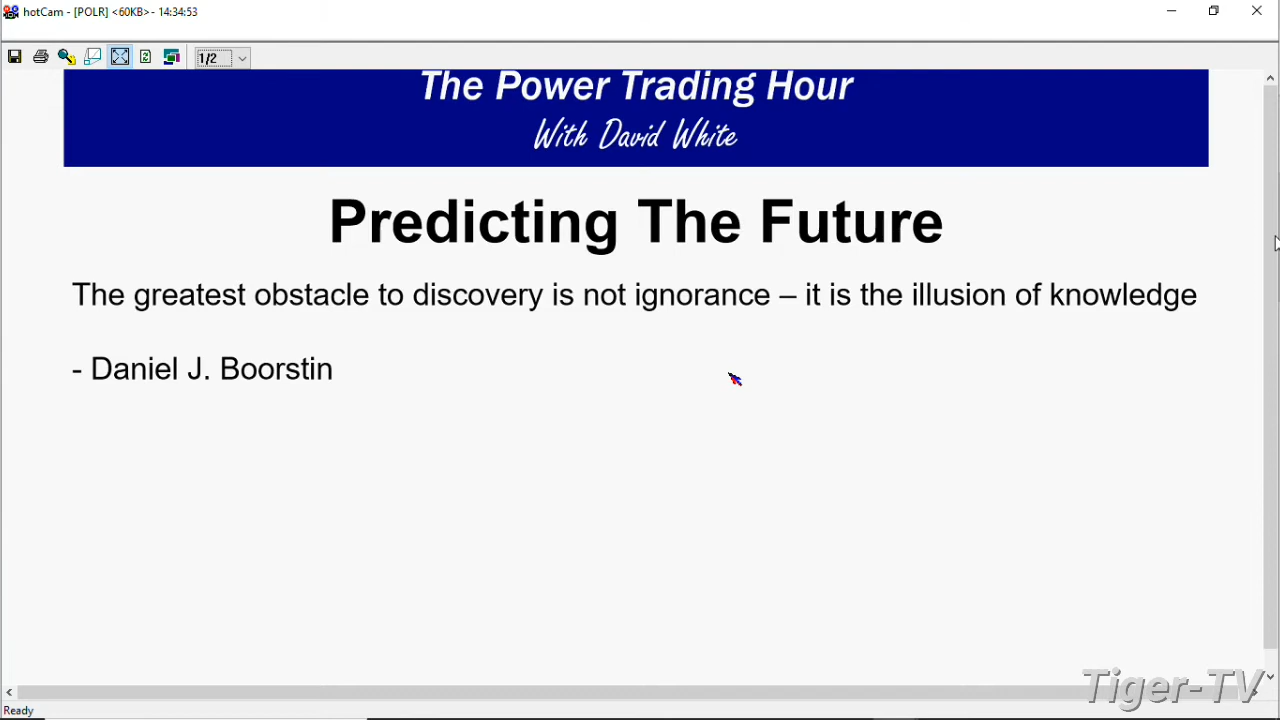 hotCam - [POLR] <60KB> - 14:34:53
1/2
The Power Trading Hour
With David White
Predicting The Future
The greatest obstacle to discovery is not ignorance – it is the illusion of knowledge
- Daniel J. Boorstin
Tiger-TV
Ready